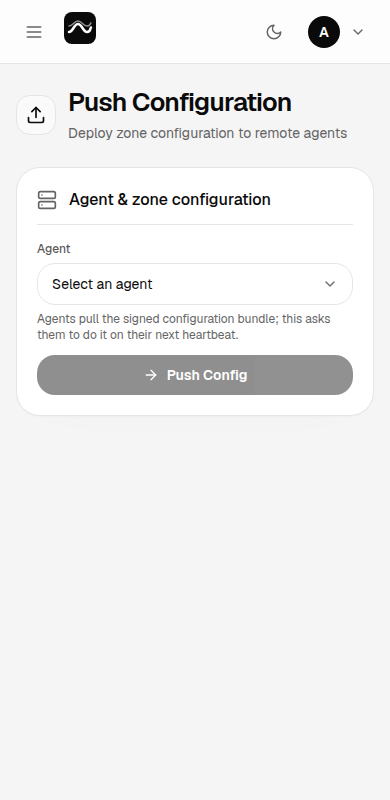 A
Push Configuration
Deploy zone configuration to remote agents
Agent & zone configuration
Agent
Select an agent
Agents pull the signed configuration bundle; this asks
them to do it on their next heartbeat.
Push Config